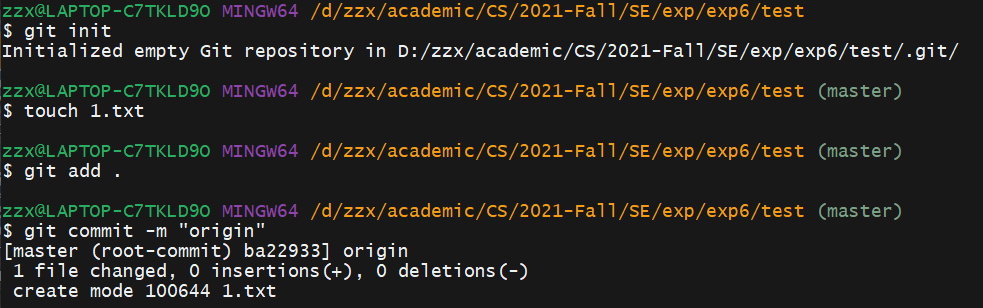 zzx@LAPTOP-C7TKLD9O MINGW64 /d/zzx/academic/CS/2021-Fall/SE/exp/exp6/test
$ git init
Initialized empty Git repository in D:/zzx/academic/CS/2021-Fall/SE/exp/exp6/test/.git/
zzx@LAPTOP-C7TKLD9O MINGW64 /d/zzx/academic/CS/2021-Fall/SE/exp/exp6/test (master)
$ touch 1.txt
zzx@LAPTOP-C7TKLD9O MINGW64 /d/zzx/academic/CS/2021-Fall/SE/exp/exp6/test (master)
$ git add .
zzx@LAPTOP-C7TKLD9O MINGW64 /d/zzx/academic/CS/2021-Fall/SE/exp/exp6/test (master)
$ git commit -m "origin"
[master (root-commit) ba22933] origin
 1 file changed, 0 insertions(+), 0 deletions(-)
 create mode 100644 1.txt